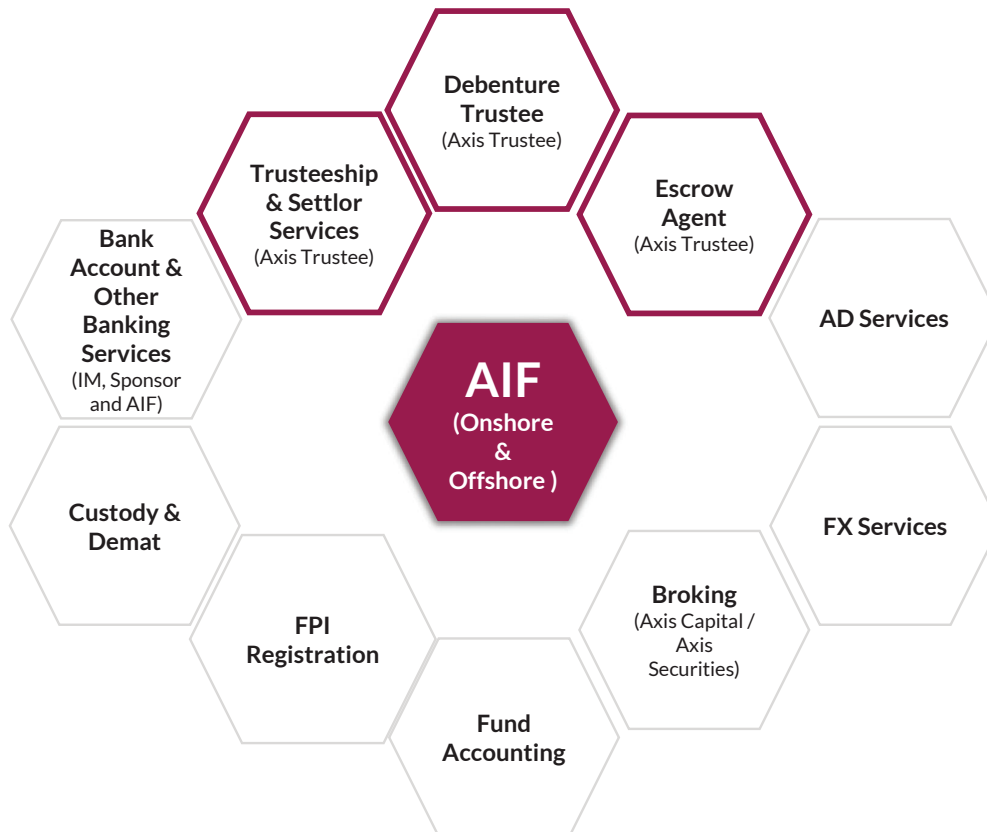 Debenture
Trustee
(Axis Trustee)
Trusteeship
& Settlor
Services
(Axis Trustee)
Escrow
Agent
(Axis Trustee)
Bank
Account &
Other
Banking
Services
(IM, Sponsor
and AIF)
AD Services
AIF
(Onshore
&
Offshore )
Custody &
Demat
FX Services
FPI
Registration
Broking
(Axis Capital /
Axis
Securities)
Fund
Accounting